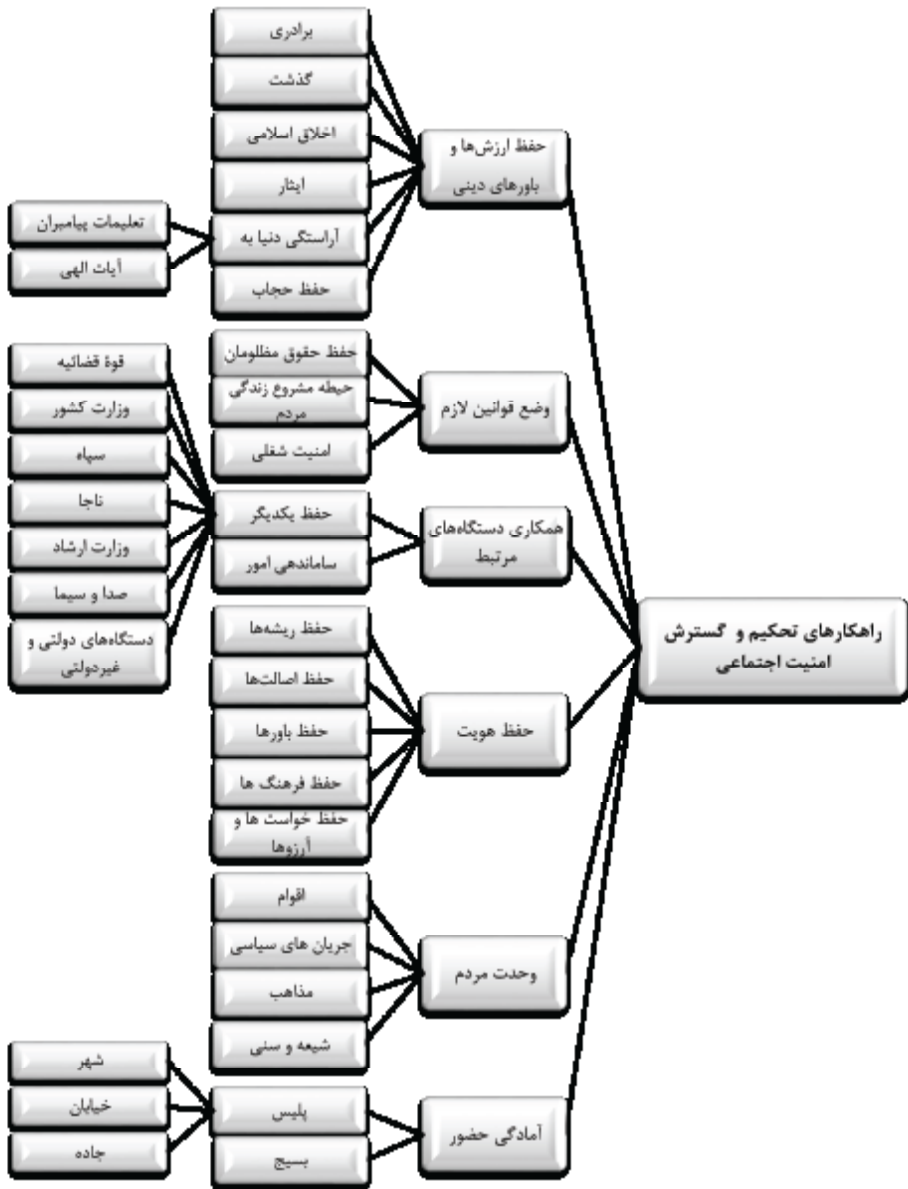 راهکارهای تحکیم و گسترش
امنیت اجتماعی
حفظ ارزش‌ها و
باورهای دینی
برادری
گذشت
اخلاق اسلامی
ایثار
آراستگی دنیا به
تعلیمات پیامبران
آیات الهی
حفظ حجاب
وضع قوانین لازم
حفظ حقوق مظلومان
حیطه مشروع زندگی
مردم
امنیت شغلی
همکاری دستگاه‌های
مرتبط
حفظ یکدیگر
قوة قضائیه
وزارت کشور
سپاه
ناجا
وزارت ارشاد
صدا و سیما
دستگاه‌های دولتی و
غیردولتی
ساماندهی امور
حفظ هویت
حفظ ریشه‌ها
حفظ اصالت‌ها
حفظ باورها
حفظ فرهنگ ها
حفظ خواست ها و
آرزوها
وحدت مردم
اقوام
جریان های سیاسی
مذاهب
شیعه و سنی
آمادگی حضور
پلیس
شهر
خیابان
جاده
بسیج